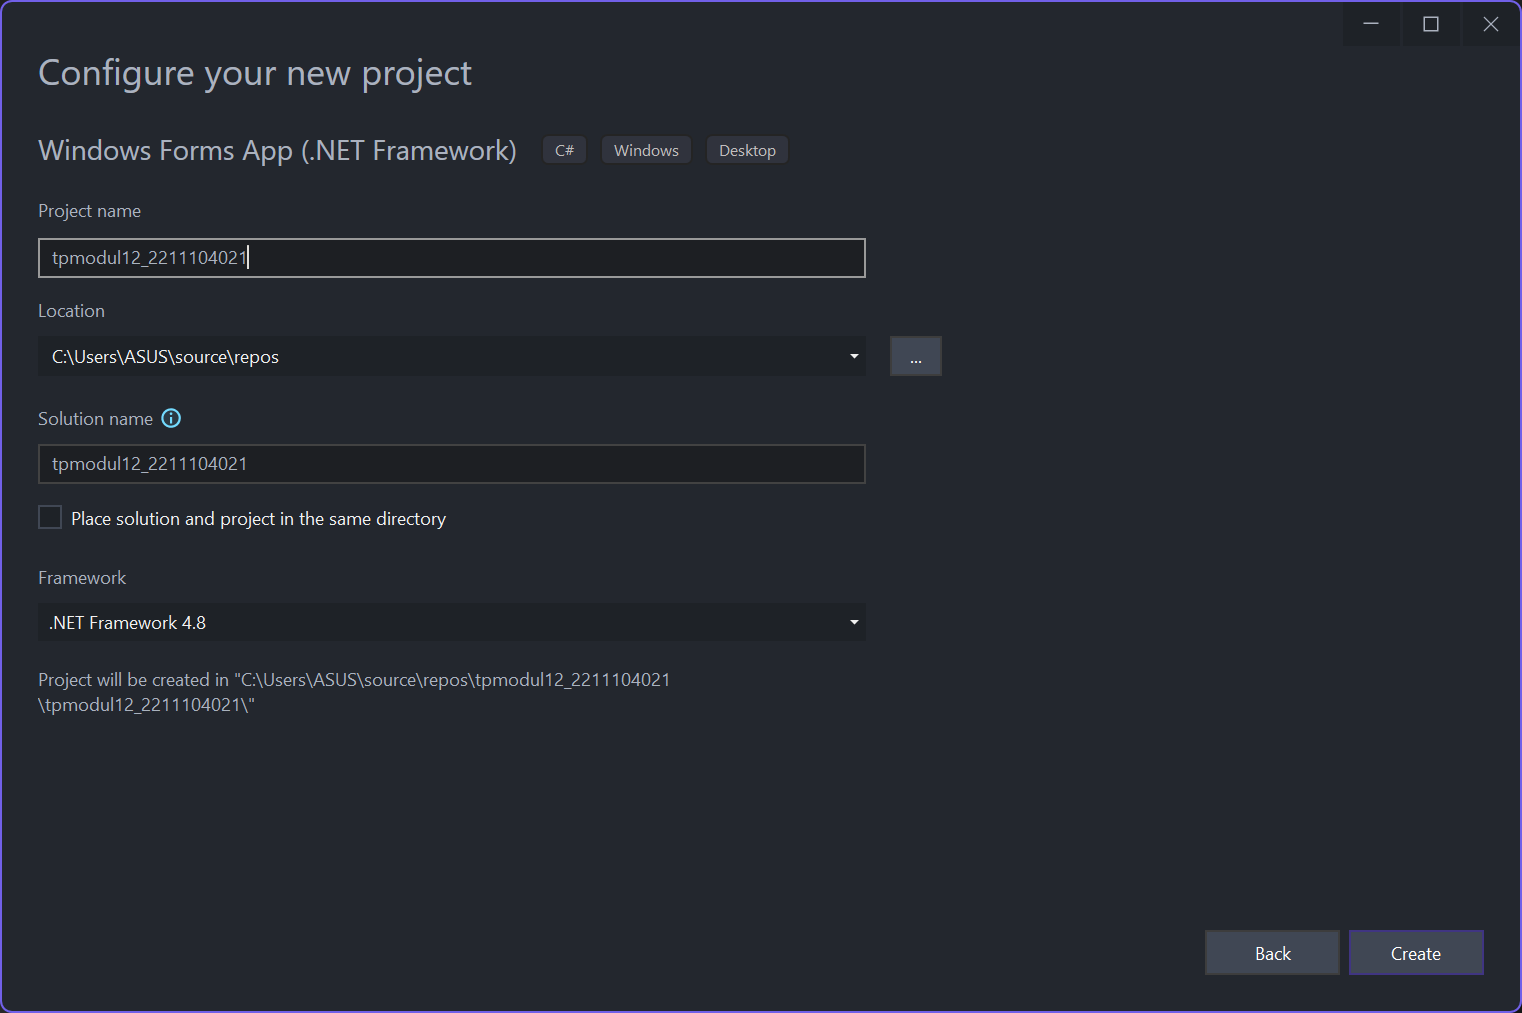 Configure your new project
Windows Forms App (.NET Framework) C# Windows Desktop
Project name
tpmodul12_2211104021
Location
C:\Users\ASUS\source\repos ...
Solution name
tpmodul12_2211104021
Place solution and project in the same directory
Framework
.NET Framework 4.8
Project will be created in "C:\Users\ASUS\source\repos\tpmodul12_2211104021
\tpmodul12_2211104021\"
Back Create